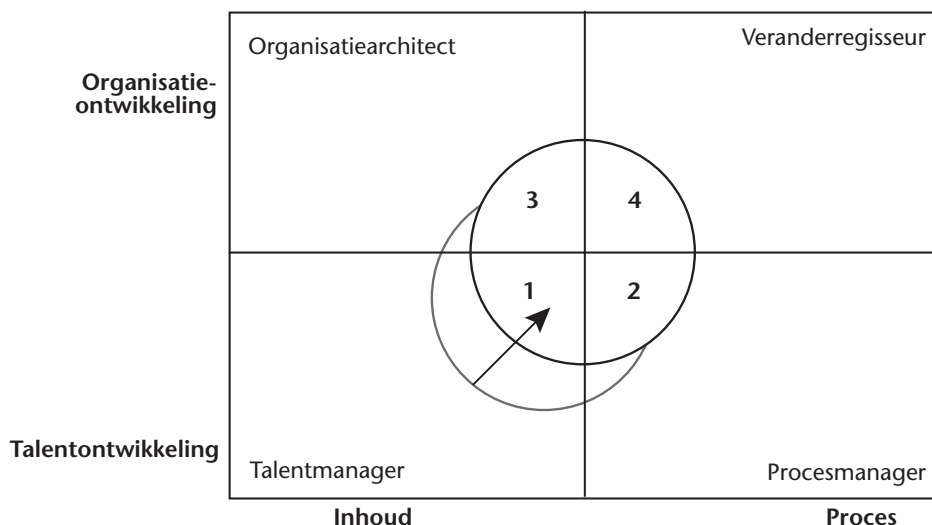 Organisatiearchitect
Veranderregisseur
Organisatie-
ontwikkeling
3
4
1
2
Talentontwikkeling
Talentmanager
Procesmanager
Inhoud
Proces